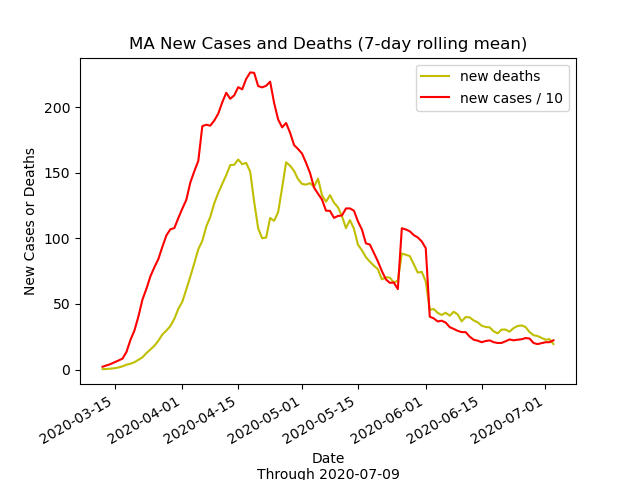 MA New Cases and Deaths (7-day rolling mean)
new deaths
new cases / 10
New Cases or Deaths
200
150
100
50
0
2020-03-15
2020-04-01
2020-04-15
2020-05-01
2020-05-15
2020-06-01
2020-06-15
2020-07-01
Date
Through 2020-07-09